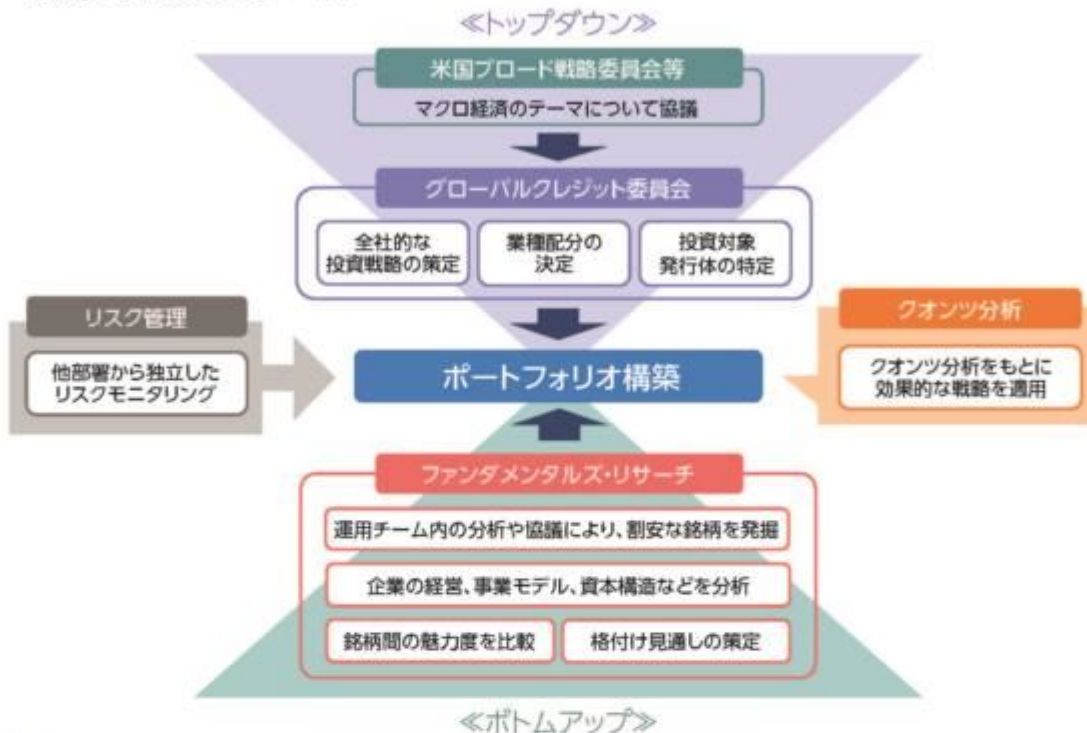 ≪トップダウン≫
米国ブロード戦略委員会等
マクロ経済のテーマについて協議
グローバルクレジット委員会
全社的な
投資戦略の策定
業種配分の
決定
投資対象
発行体の特定
リスク管理
他部署から独立した
リスクモニタリング
ポートフォリオ構築
クオンツ分析
クオンツ分析をもとに
効果的な戦略を適用
ファンダメンタルズ・リサーチ
運用チーム内の分析や協議により、割安な銘柄を発掘
企業の経営、事業モデル、資本構造などを分析
銘柄間の魅力度を比較
格付け見通しの策定
≪ボトムアップ≫